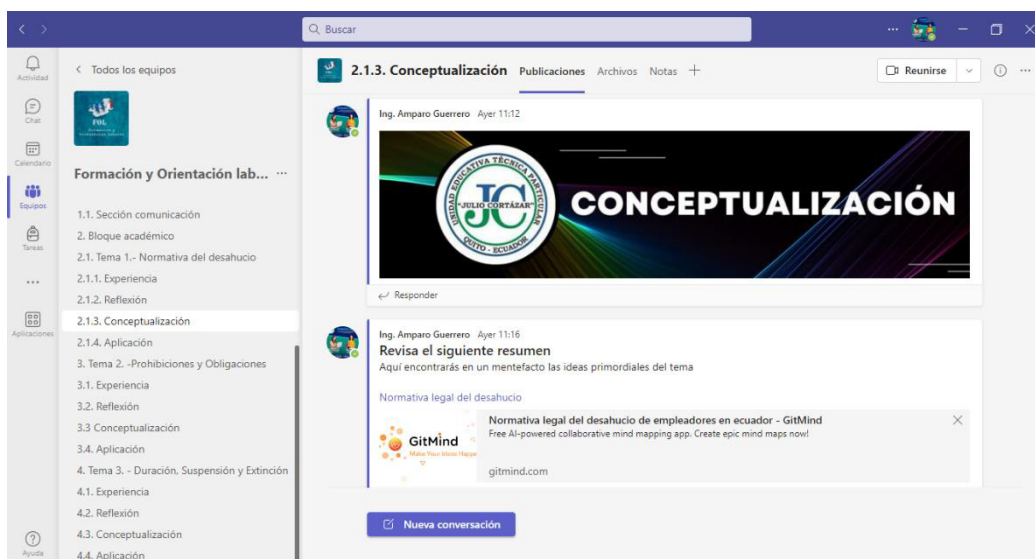 Buscar
Actividad
Chat
Calendario
Equipos
Tareas
Aplicaciones
Ayuda
Todos los equipos
FOL
Formación y Orientación lab...
1.1. Sección comunicación
2. Bloque académico
2.1. Tema 1.- Normativa del desahucio
2.1.1. Experiencia
2.1.2. Reflexión
2.1.3. Conceptualización
2.1.4. Aplicación
3. Tema 2. -Prohibiciones y Obligaciones
3.1. Experiencia
3.2. Reflexión
3.3 Conceptualización
3.4. Aplicación
4. Tema 3. - Duración, Suspensión y Extinción
4.1. Experiencia
4.2. Reflexión
4.3. Conceptualización
4.4. Aplicación
2.1.3. Conceptualización Publicaciones Archivos Notas
Reunirse
Ing. Amparo Guerrero Ayer 11:12
UNIDAD EDUCATIVA TÉCNICA PARTICULAR
JC
"JULIO CORTÁZAR"
QUITO - ECUADOR
CONCEPTUALIZACIÓN
Responder
Ing. Amparo Guerrero Ayer 11:16
Revisa el siguiente resumen
Aquí encontrarás en un mentefacto las ideas primordiales del tema
Normativa legal del desahucio
GitMind
Make Your Ideas Happen
Normativa legal del desahucio de empleadores en ecuador - GitMind
Free AI-powered collaborative mind mapping app. Create epic mind maps now!
gitmind.com
Nueva conversación